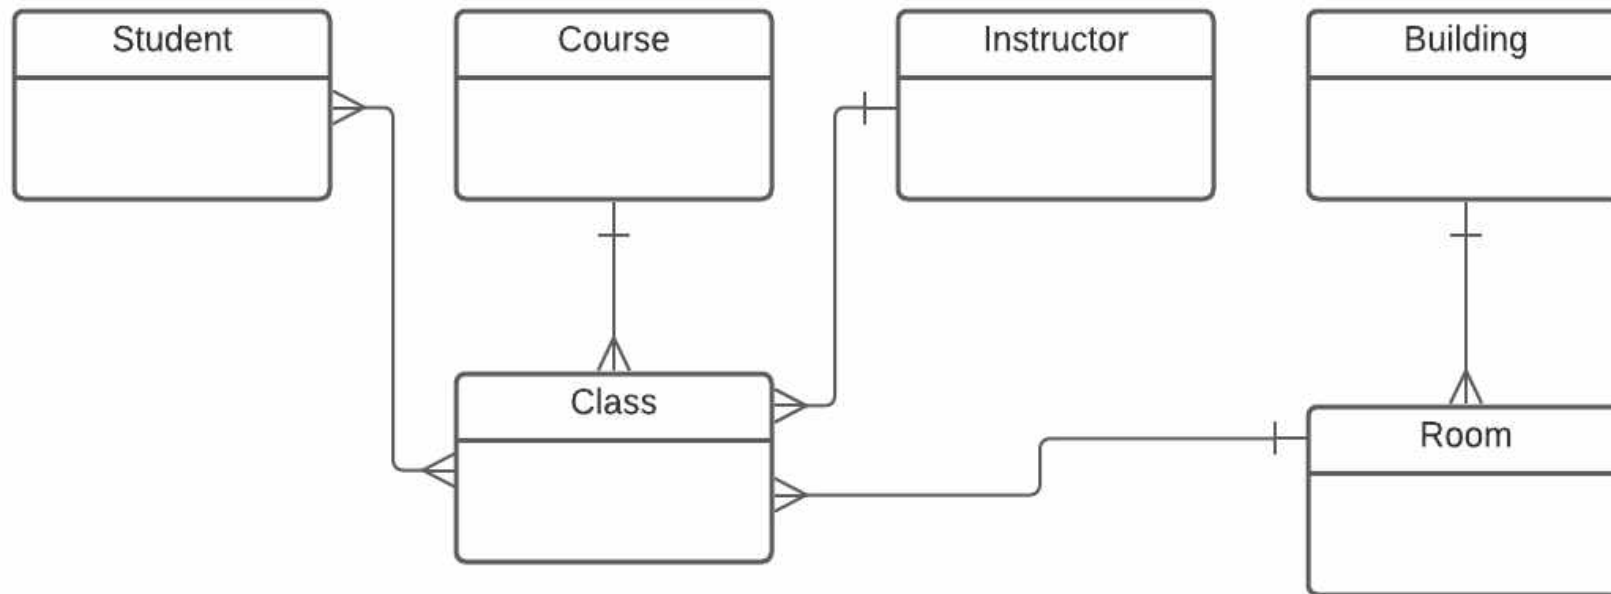 Student
Course
Instructor
Building
Class
Room